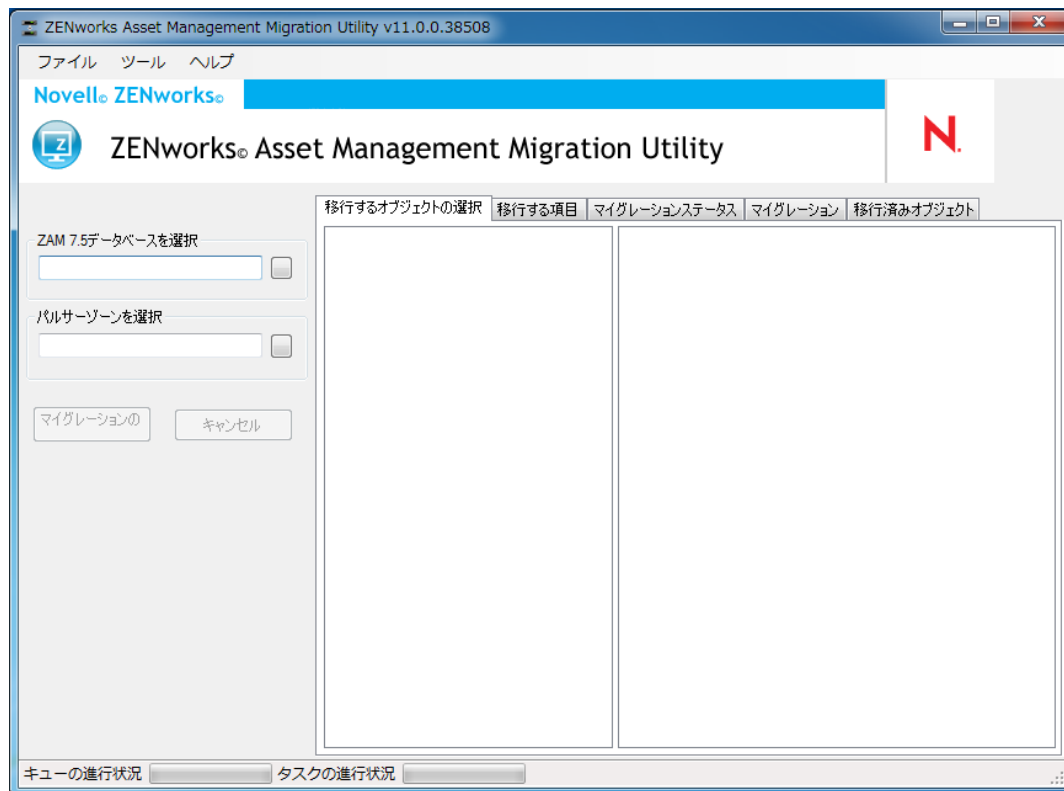 ZENworks Asset Management Migration Utility v11.0.0.38508
ファイル ツール ヘルプ
Novell© ZENworks©
ZENworks© Asset Management Migration Utility
N.
移行するオブジェクトの選択 移行する項目 マイグレーションステータス マイグレーション 移行済みオブジェクト
ZAM 7.5データベースを選択
パルサーゾーンを選択
マイグレーションの キャンセル
キューの進行状況 タスクの進行状況